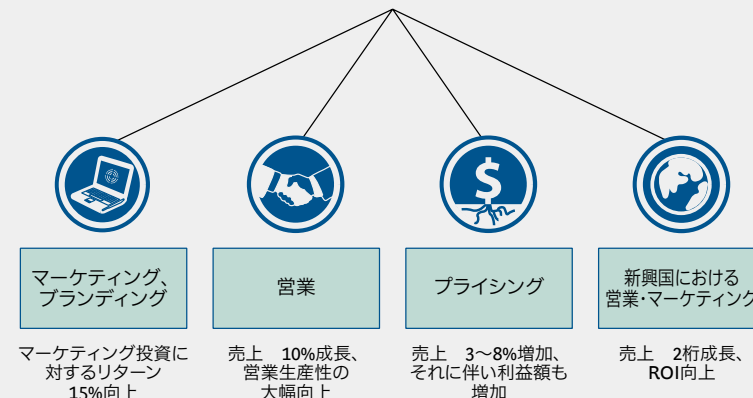 マーケティング、
ブランディング
マーケティング投資に
対するリターン
15%向上
営業
売上　10%成長、
営業生産性の
大幅向上
プライシング
売上　3〜8%増加、
それに伴い利益額も
増加
新興国における
営業・マーケティング
売上　2桁成長、
ROI向上